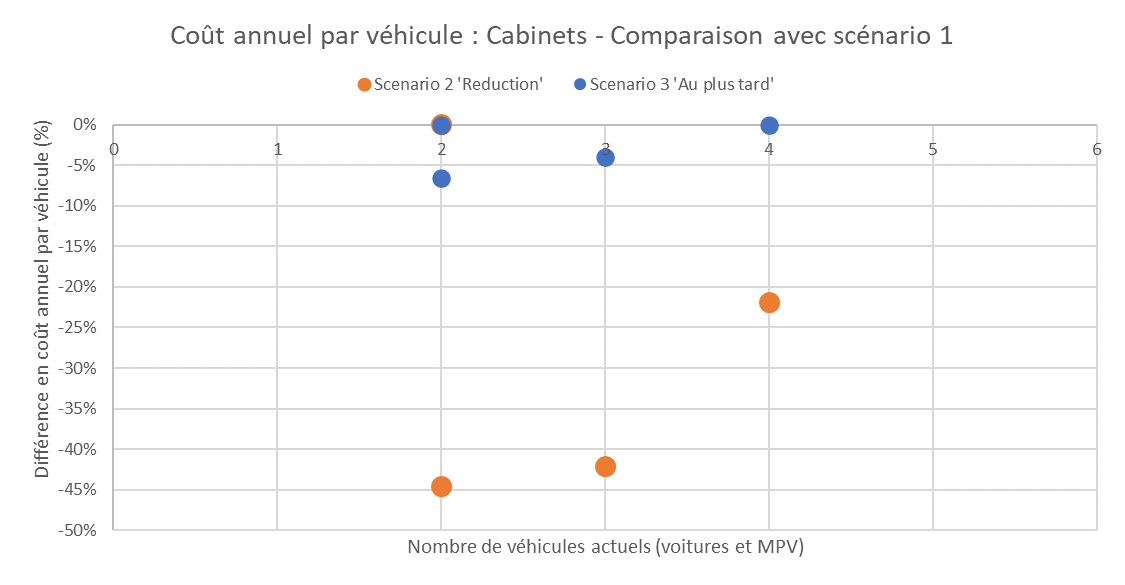 Coût annuel par véhicule : Cabinets - Comparaison avec scénario 1
Scenario 2 'Reduction' Scenario 3 'Au plus tard'
Différence en coût annuel par véhicule (%)
0%
0 1 2 3 4 5 6
-5%
-10%
-15%
-20%
-25%
-30%
-35%
-40%
-45%
-50%
Nombre de véhicules actuels (voitures et MPV)